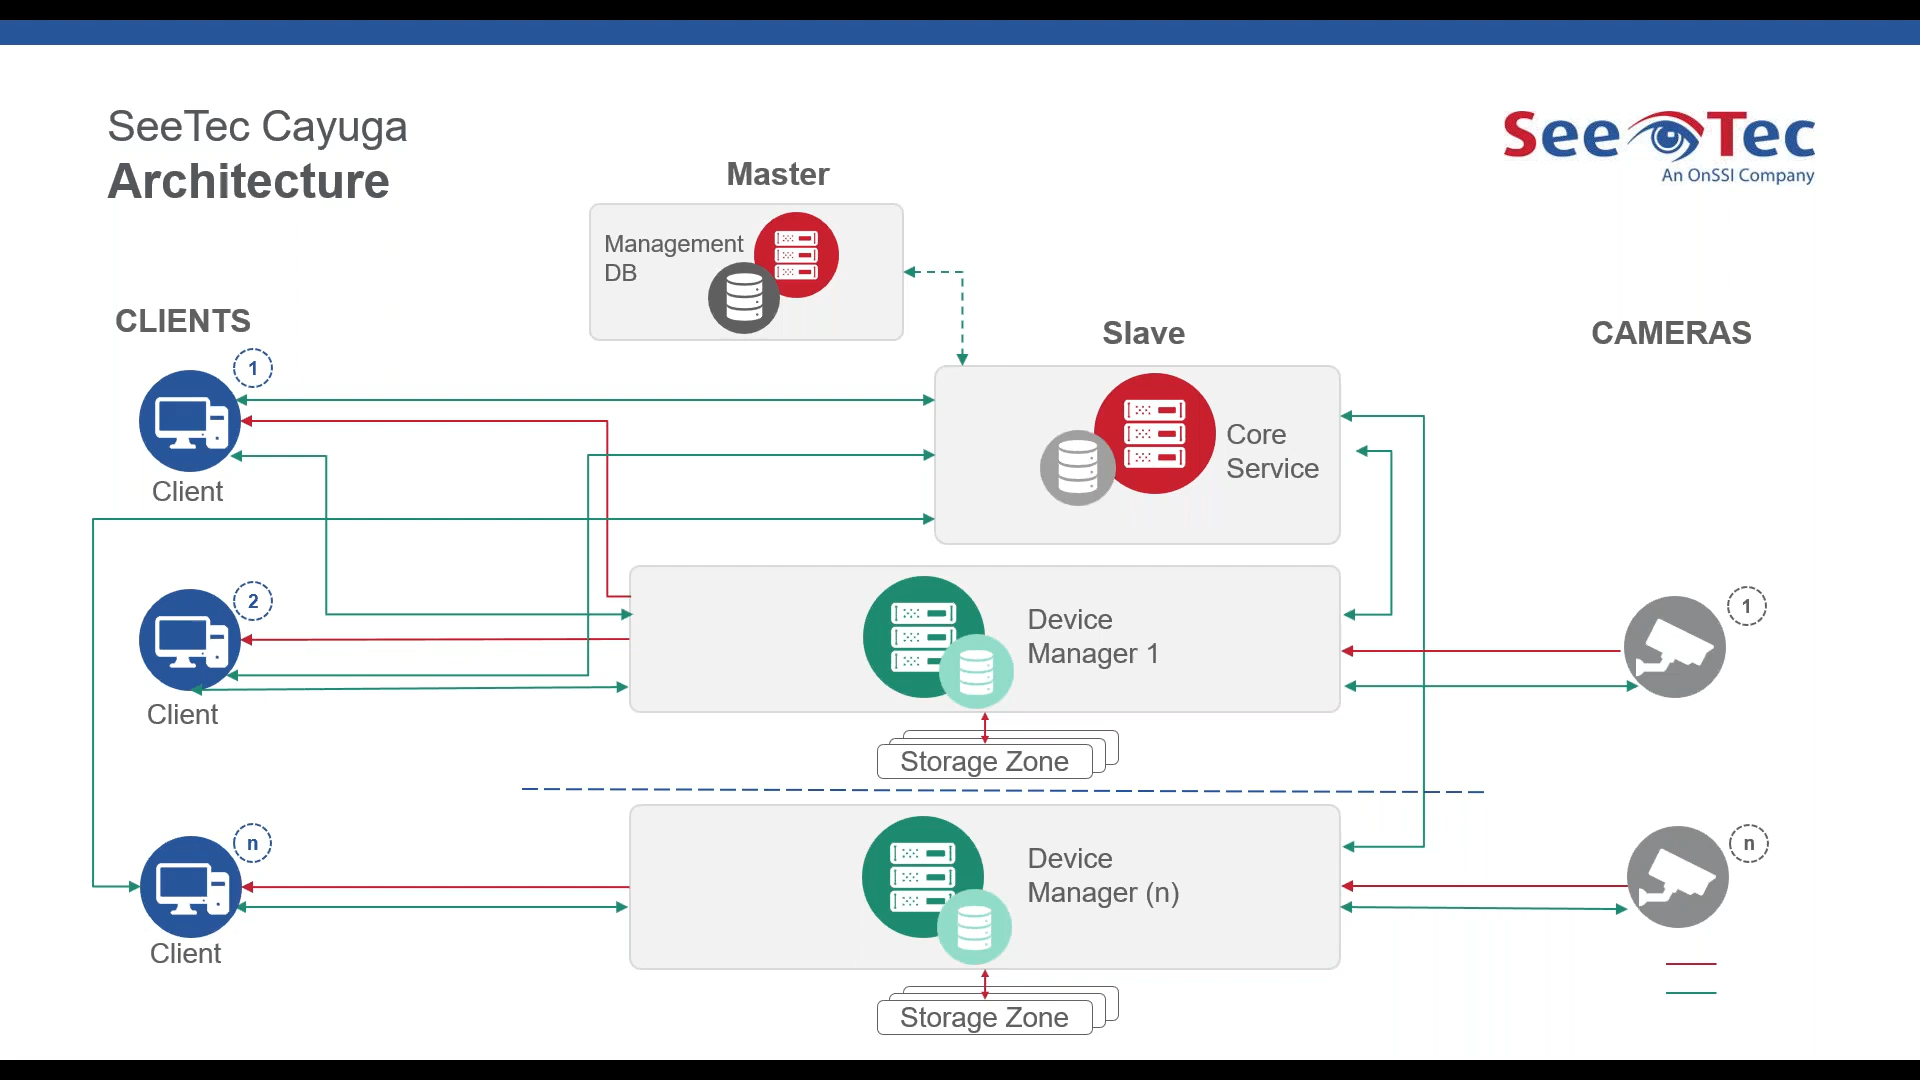 SeeTec Cayuga
Architecture
SeeTec
An OnSSI Company
Master
Management
DB
CLIENTS
Slave
CAMERAS
1
Core
Service
Client
2
Device
Manager 1
1
Client
Storage Zone
n
Device
Manager (n)
n
Client
Storage Zone